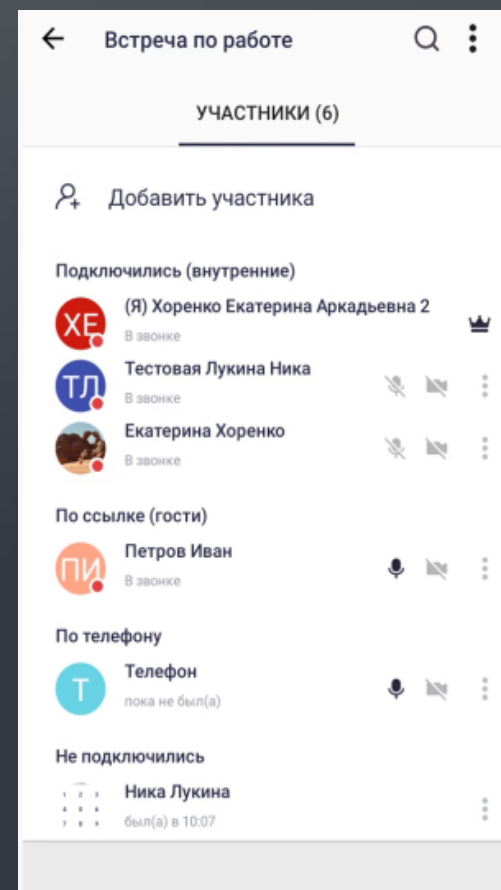 Встреча по работе
УЧАСТНИКИ (6)
Добавить участника
Подключились (внутренние)
ХЕ
(Я) Хоренко Екатерина Аркадьевна 2
В звонке
ТЛ
Тестовая Лукина Ника
В звонке
Екатерина Хоренко
В звонке
По ссылке (гости)
ПИ
Петров Иван
В звонке
По телефону
Т
Телефон
пока не был(а)
Не подключились
Ника Лукина
был(а) в 10:07